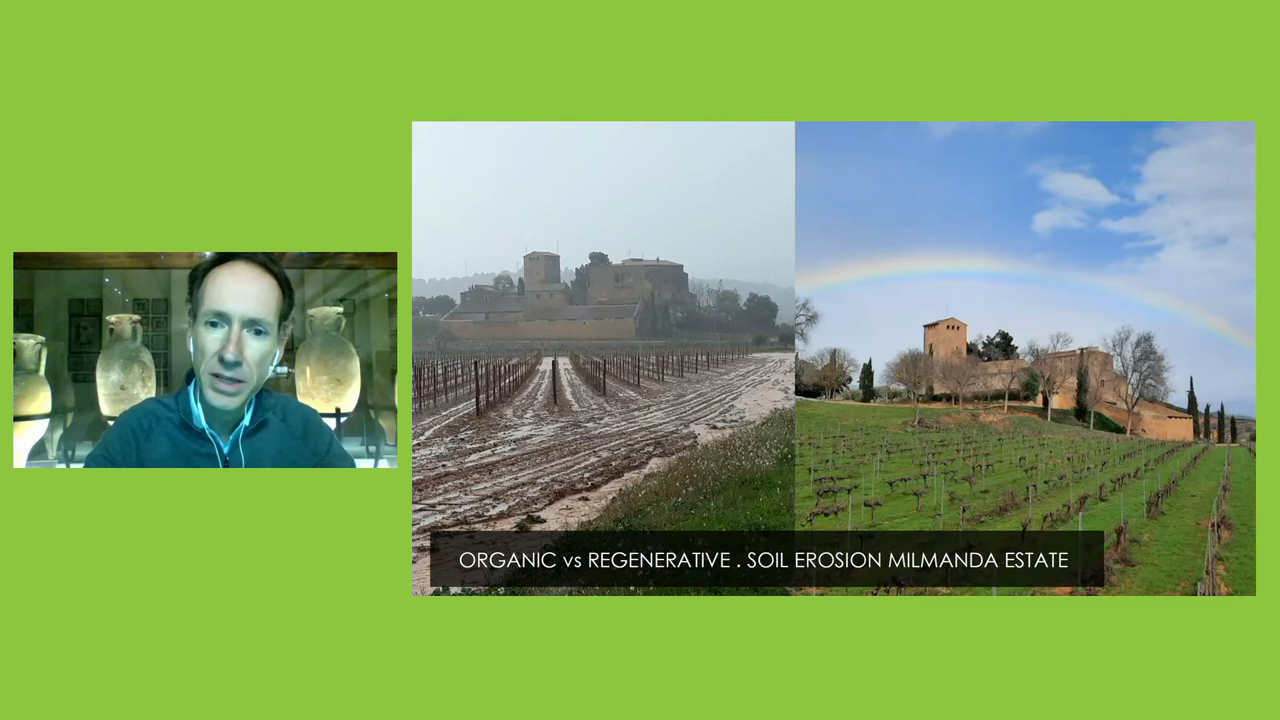 ORGANIC vs REGENERATIVE . SOIL EROSION MILMANDA ESTATE